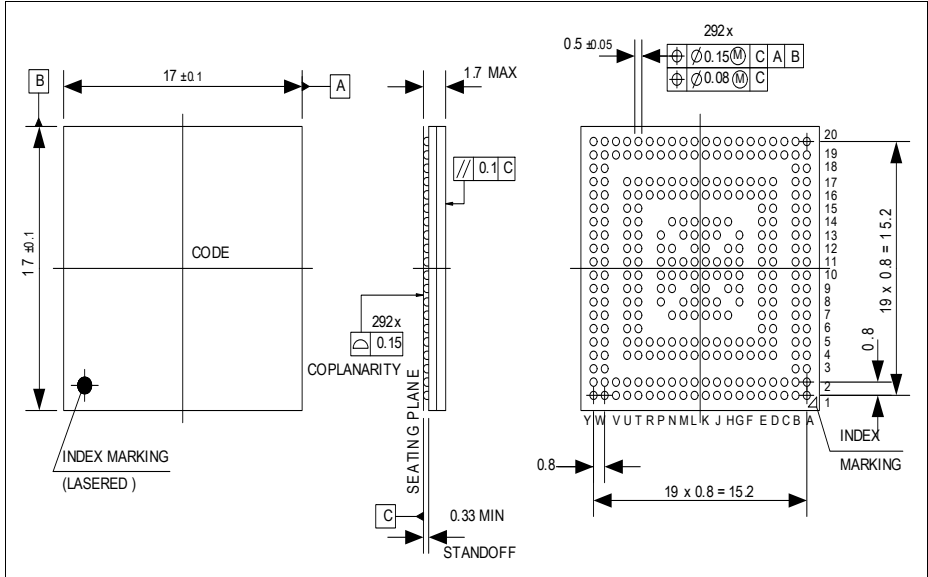 B
17 ±0.1
A
17 ±0.1
CODE
INDEX MARKING
(LASERED )
1.7 MAX
// 0.1 C
292x
0.15
COPLANARITY
SEATING PLANE
C
0.33 MIN
STANDOFF
0.5 ±0.05
292x
⌖ Ø 0.15 Ⓜ C A B
⌖ Ø 0.08 Ⓜ C
20
19
18
17
16
15
14
13
12
11
10
9
8
7
6
5
4
3
2
1
19 x 0.8 = 15.2
0.8
Y W V U T R P N M L K J H G F E D C B A
INDEX
MARKING
0.8
19 x 0.8 = 15.2